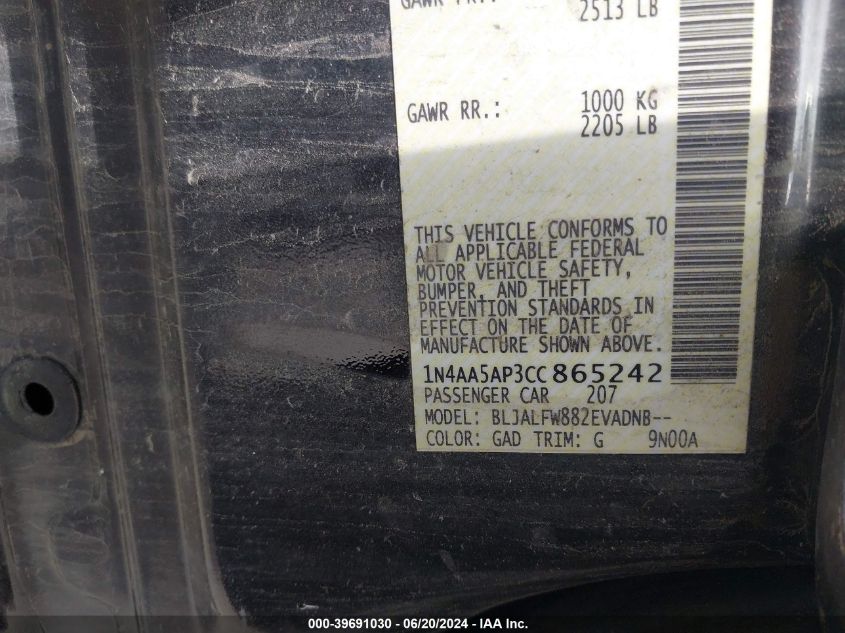 GAWR FR.:
2513 LB
GAWR RR.: 1000 KG
2205 LB
THIS VEHICLE CONFORMS TO
ALL APPLICABLE FEDERAL
MOTOR VEHICLE SAFETY,
BUMPER, AND THEFT
PREVENTION STANDARDS IN
EFFECT ON THE DATE OF
MANUFACTURE SHOWN ABOVE.
1N4AA5AP3CC865242
PASSENGER CAR 207
MODEL: BLJALFW882EVADNB--
COLOR: GAD TRIM: G 9N00A
000-39691030 - 06/20/2024 - IAA Inc.